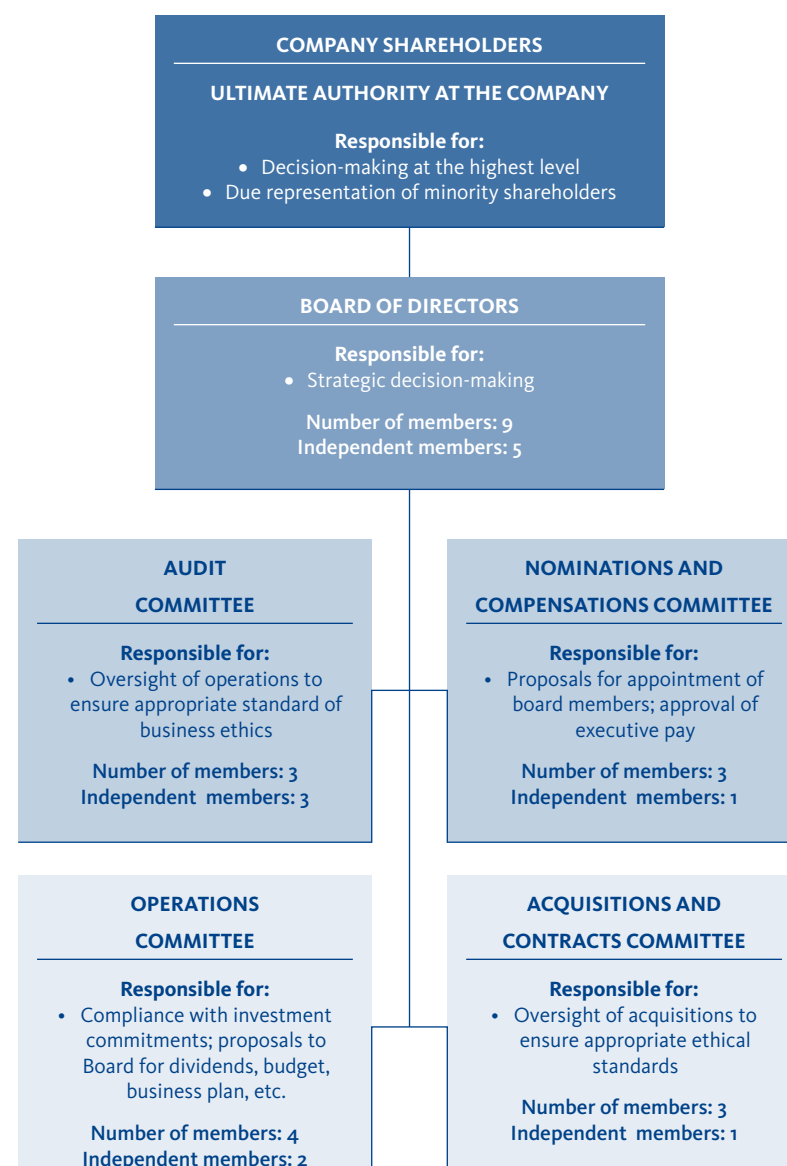 COMPANY SHAREHOLDERS
ULTIMATE AUTHORITY AT THE COMPANY
Responsible for:
• Decision-making at the highest level
• Due representation of minority shareholders
BOARD OF DIRECTORS
Responsible for:
• Strategic decision-making
Number of members: 9
Independent members: 5
AUDIT
COMMITTEE
Responsible for:
• Oversight of operations to
ensure appropriate standard of
business ethics
Number of members: 3
Independent members: 3
NOMINATIONS AND
COMPENSATIONS COMMITTEE
Responsible for:
• Proposals for appointment of
board members; approval of
executive pay
Number of members: 3
Independent members: 1
OPERATIONS
COMMITTEE
Responsible for:
• Compliance with investment
commitments; proposals to
Board for dividends, budget,
business plan, etc.
Number of members: 4
Independent members: 2
ACQUISITIONS AND
CONTRACTS COMMITTEE
Responsible for:
• Oversight of acquisitions to
ensure appropriate ethical
standards
Number of members: 3
Independent members: 1